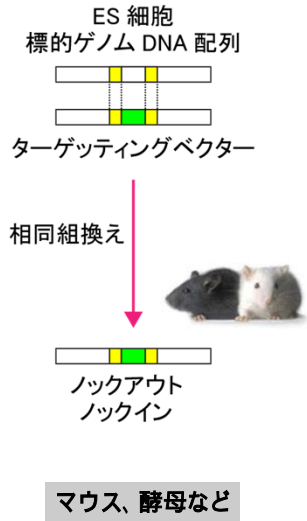 ES 細胞
標的ゲノム DNA 配列
ターゲッティングベクター
相同組換え
ノックアウト
ノックイン
マウス、酵母など